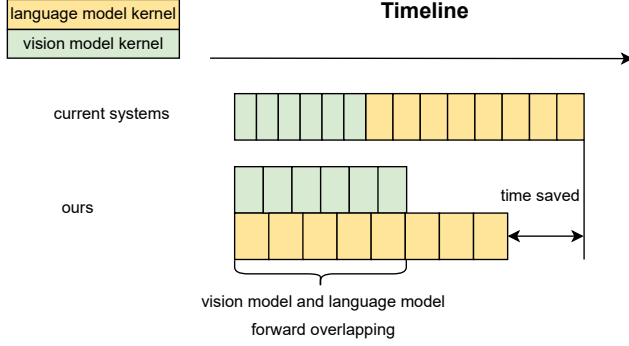 language model kernel
vision model kernel
Timeline
current systems
ours
time saved
vision model and language model
forward overlapping